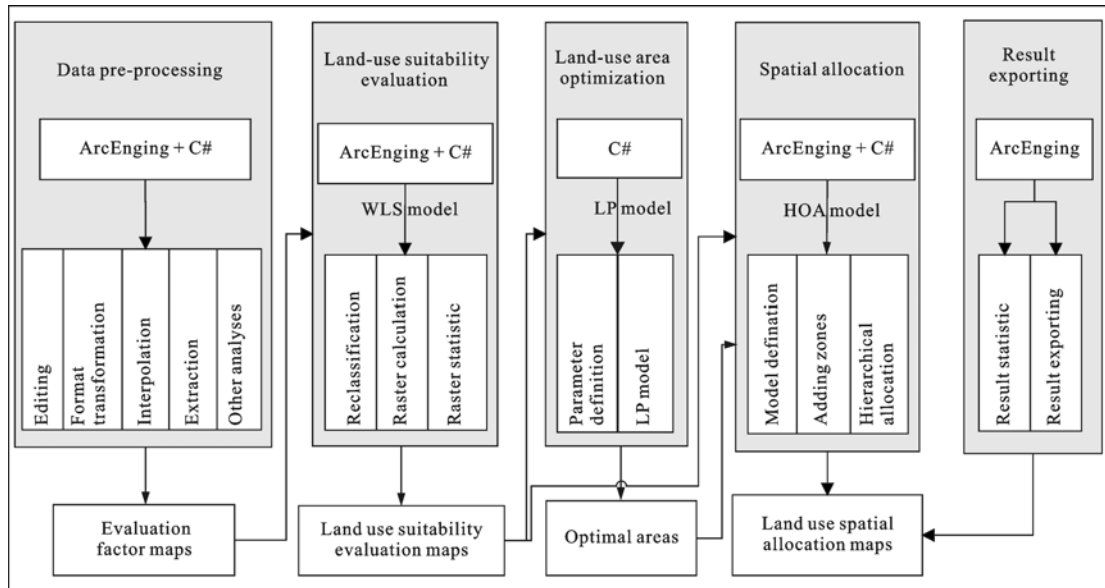 Data pre-processing
ArcEnging + C#
Editing
Format
transformation
Interpolation
Extraction
Other analyses
Evaluation
factor maps
Land-use suitability
evaluation
ArcEnging + C#
WLS model
Reclassification
Raster calculation
Raster statistic
Land use suitability
evaluation maps
Land-use area
optimization
C#
LP model
Parameter
definition
LP model
Optimal areas
Spatial allocation
ArcEnging + C#
HOA model
Model defination
Adding zones
Hierarchical
allocation
Land use spatial
allocation maps
Result
exporting
ArcEnging
Result statistic
Result exporting